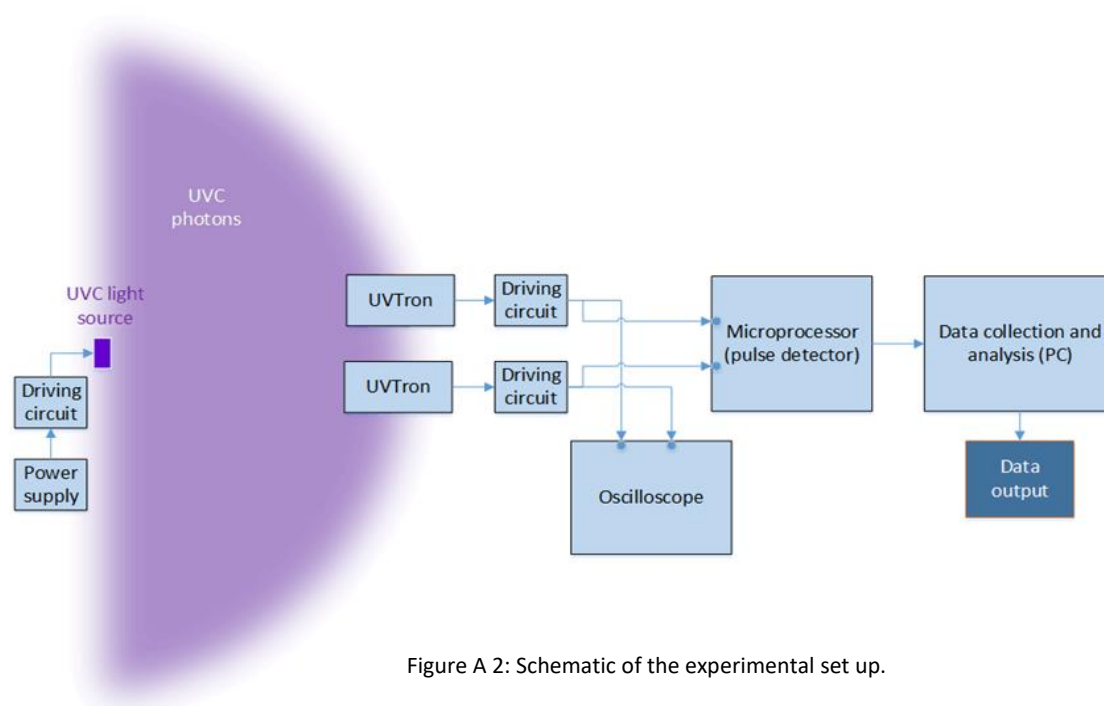 UVC
photons
UVC light
source
Driving
circuit
Power
supply
UVTron
Driving
circuit
UVTron
Driving
circuit
Oscilloscope
Microprocessor
(pulse detector)
Data collection and
analysis (PC)
Data
output
Figure A 2: Schematic of the experimental set up.